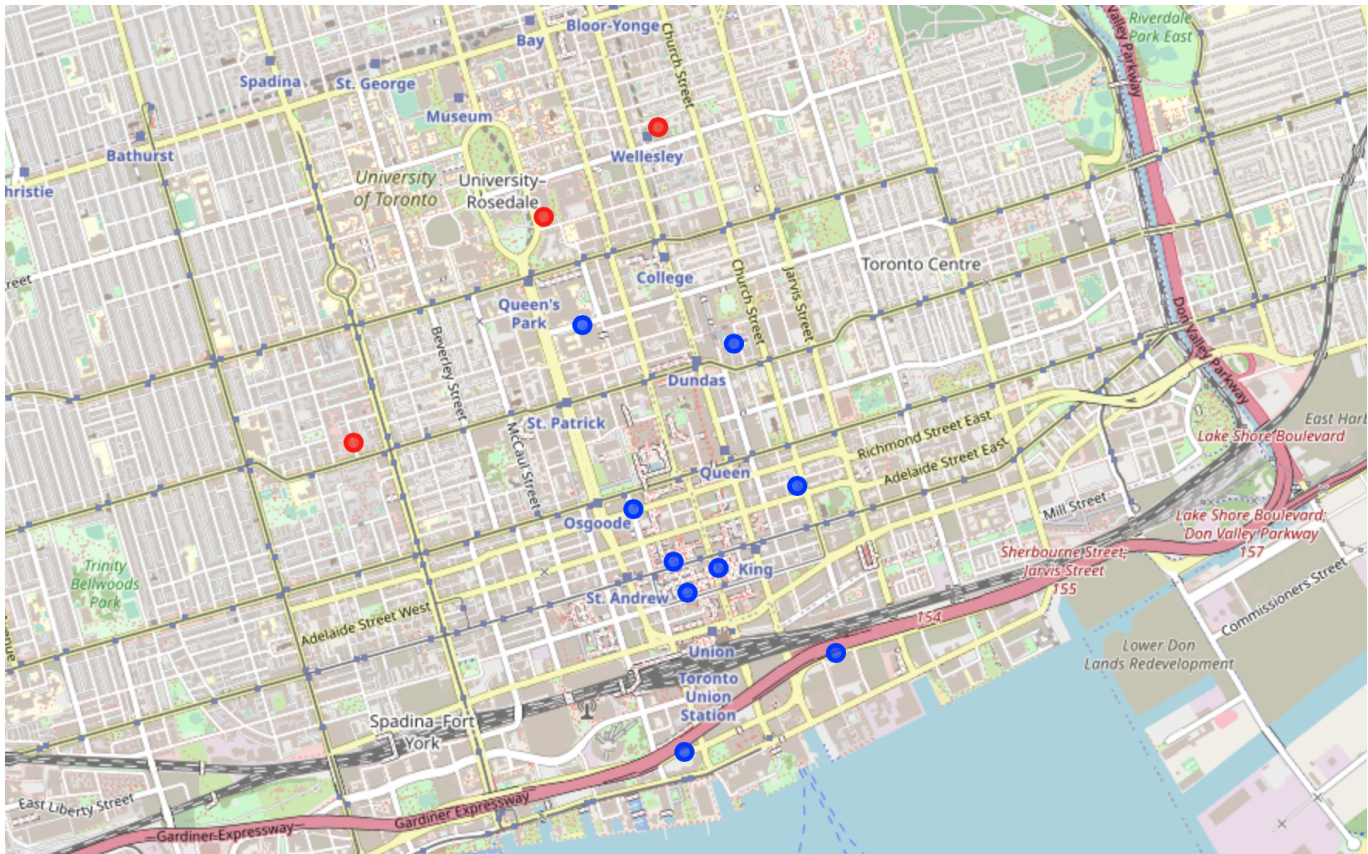 Riverdale
Park East
Bloor-Yonge
Bay
Church Street
Valley Parkway
Spadina
St. George
Museum
Bathurst
Wellesley
University
of Toronto
University–
Rosedale
hristie
College
Toronto Centre
Church Street
Jarvis Street
reet
Queen's
Park
Beverley Street
Don Valley Parkway
Dundas
St. Patrick
McCaul Street
Richmond Street East
East Harb
Lake Shore Boulevard
Queen
Adelaide Street East
Osgoode
Mill Street
Lake Shore Boulevard;
Don Valley Parkway
157
Sherbourne Street;
Jarvis Street
155
Trinity
Bellwoods
Park
King
St. Andrew
Commissioners Street
Adelaide Street West
154
Avenue
Union
Lower Don
Lands Redevelopment
Toronto
Union
Station
Spadina–Fort
York
East Liberty Street
Gardiner Expressway
Gardiner Expressway